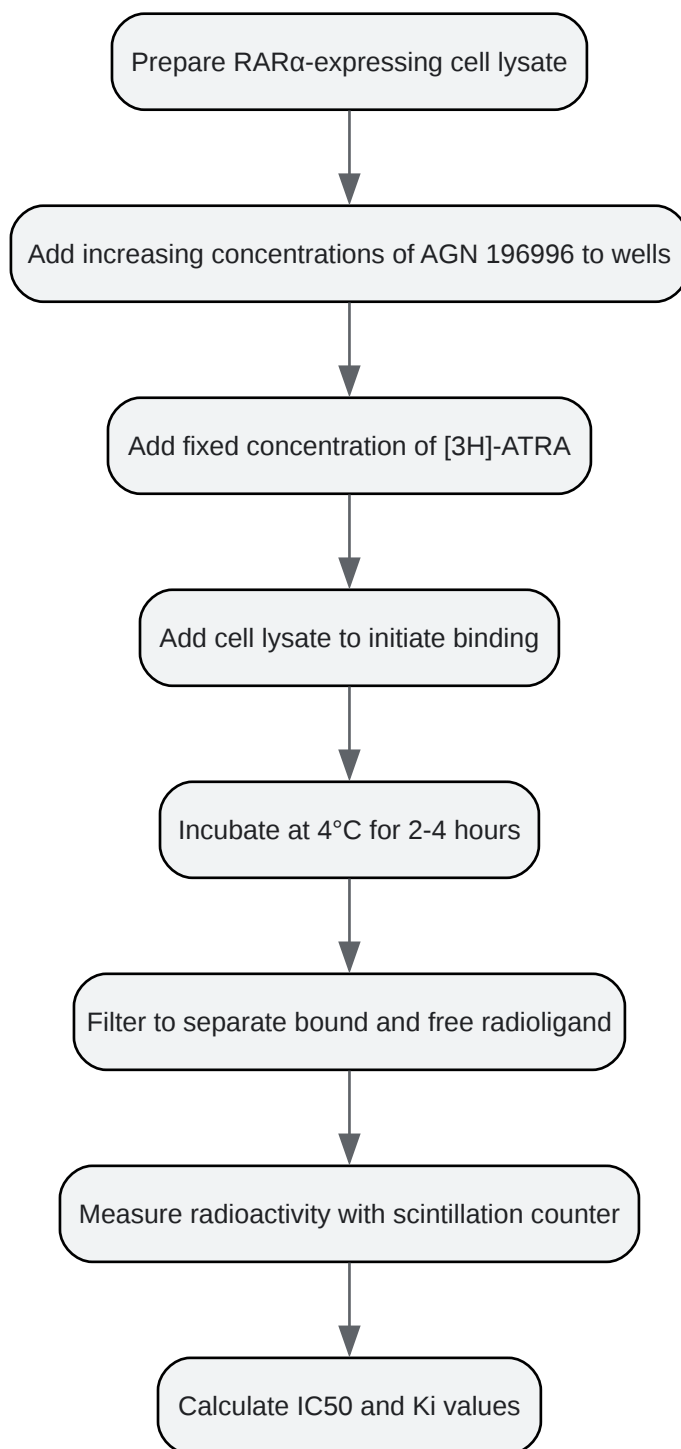 Prepare RARα-expressing cell lysate
Add increasing concentrations of AGN 196996 to wells
Add fixed concentration of [3H]-ATRA
Add cell lysate to initiate binding
Incubate at 4°C for 2-4 hours
Filter to separate bound and free radioligand
Measure radioactivity with scintillation counter
Calculate IC50 and Ki values